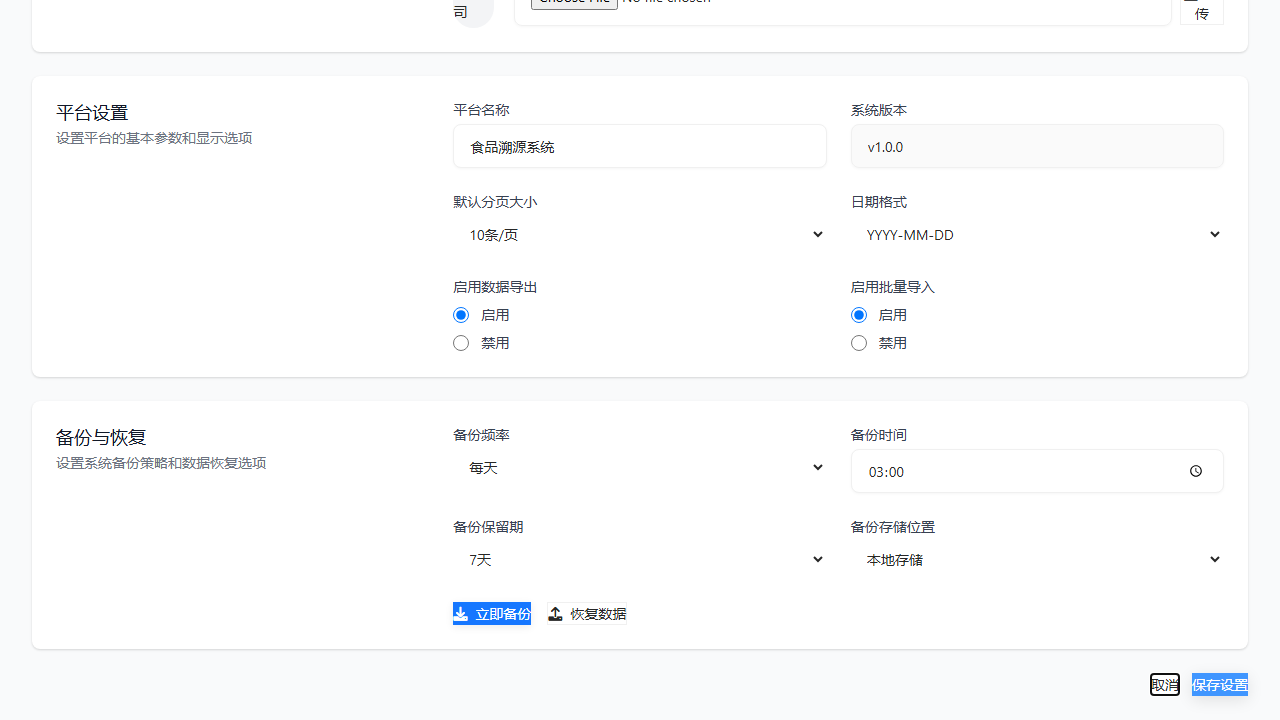 司
Choose File No file chosen
传
平台设置
设置平台的基本参数和显示选项
平台名称
系统版本
食品溯源系统
v1.0.0
默认分页大小
日期格式
10条/页
YYYY-MM-DD
启用数据导出
启用批量导入
启用
启用
禁用
禁用
备份与恢复
设置系统备份策略和数据恢复选项
备份频率
备份时间
每天
03:00
备份保留期
备份存储位置
7天
本地存储
立即备份
恢复数据
取消
保存设置